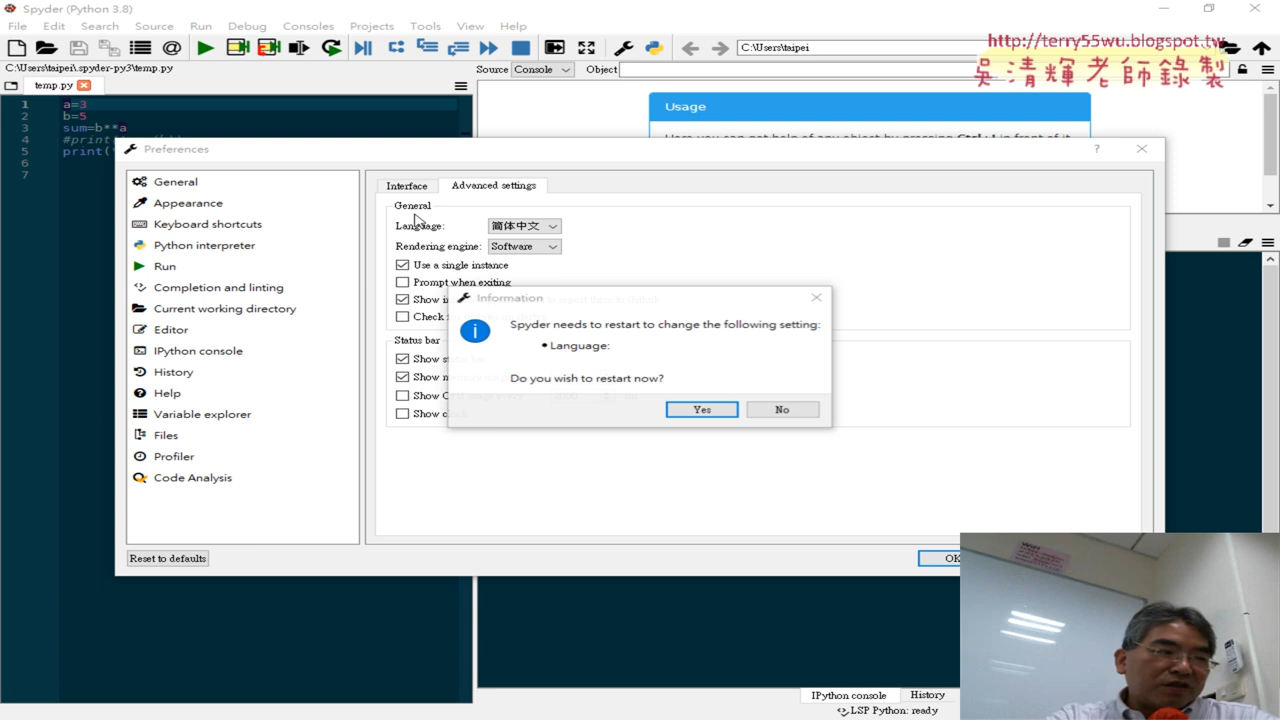 Spyder (Python 3.8)
File Edit Search Source Run Debug Consoles Projects Tools View Help
C:\Users\taipei
http://terry55wu.blogspot.tw
吳清輝老師錄製
C:\Users\taipei\.spyder-py3\temp.py
Source Console Object
temp.py
Usage
1 a=3
2 b=5
3 sum=b**a
4 #print
5 print(
6
7
Preferences
General
Appearance
Keyboard shortcuts
Python interpreter
Run
Completion and linting
Current working directory
Editor
IPython console
History
Help
Variable explorer
Files
Profiler
Code Analysis
Interface Advanced settings
General
Language: 简体中文
Rendering engine: Software
Use a single instance
Prompt when exiting
Show
Check
Status bar
Show
Show
Show
Show
Information
Spyder needs to restart to change the following setting:
• Language:
Do you wish to restart now?
Yes No
Reset to defaults
OK
IPython console History
LSP Python: ready